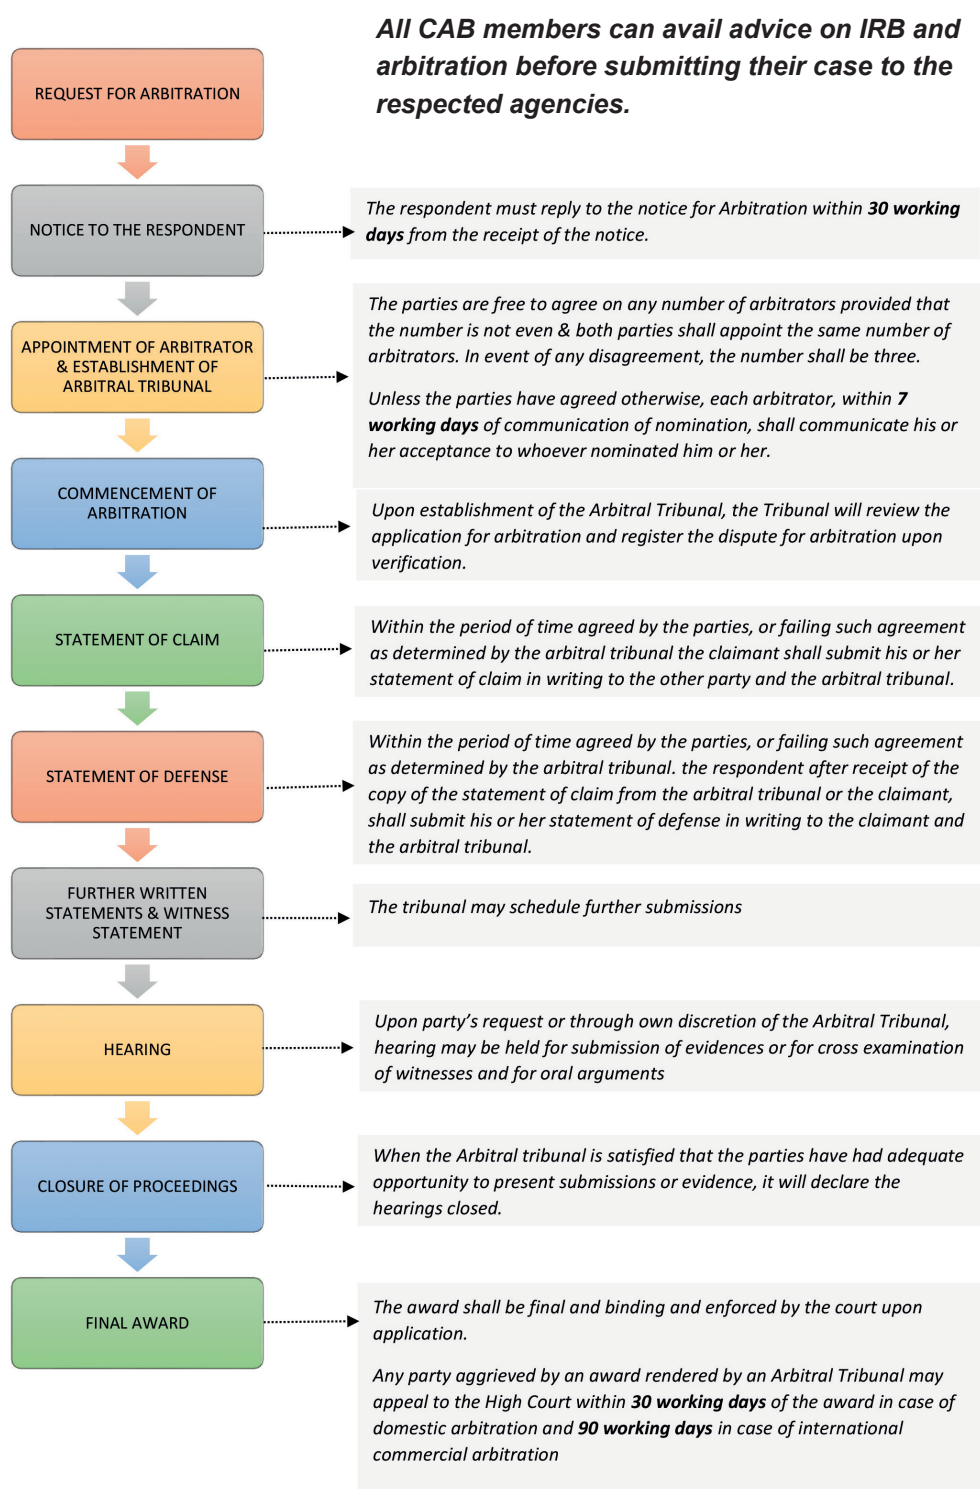 All CAB members can avail advice on IRB and
arbitration before submitting their case to the
respected agencies.
REQUEST FOR ARBITRATION
NOTICE TO THE RESPONDENT
The respondent must reply to the notice for Arbitration within 30 working
days from the receipt of the notice.
APPOINTMENT OF ARBITRATOR
& ESTABLISHMENT OF
ARBITRAL TRIBUNAL
The parties are free to agree on any number of arbitrators provided that
the number is not even & both parties shall appoint the same number of
arbitrators. In event of any disagreement, the number shall be three.
Unless the parties have agreed otherwise, each arbitrator, within 7
working days of communication of nomination, shall communicate his or
her acceptance to whoever nominated him or her.
COMMENCEMENT OF
ARBITRATION
Upon establishment of the Arbitral Tribunal, the Tribunal will review the
application for arbitration and register the dispute for arbitration upon
verification.
STATEMENT OF CLAIM
Within the period of time agreed by the parties, or failing such agreement
as determined by the arbitral tribunal the claimant shall submit his or her
statement of claim in writing to the other party and the arbitral tribunal.
STATEMENT OF DEFENSE
Within the period of time agreed by the parties, or failing such agreement
as determined by the arbitral tribunal. the respondent after receipt of the
copy of the statement of claim from the arbitral tribunal or the claimant,
shall submit his or her statement of defense in writing to the claimant and
the arbitral tribunal.
FURTHER WRITTEN
STATEMENTS & WITNESS
STATEMENT
The tribunal may schedule further submissions
HEARING
Upon party’s request or through own discretion of the Arbitral Tribunal,
hearing may be held for submission of evidences or for cross examination
of witnesses and for oral arguments
CLOSURE OF PROCEEDINGS
When the Arbitral tribunal is satisfied that the parties have had adequate
opportunity to present submissions or evidence, it will declare the
hearings closed.
FINAL AWARD
The award shall be final and binding and enforced by the court upon
application.
Any party aggrieved by an award rendered by an Arbitral Tribunal may
appeal to the High Court within 30 working days of the award in case of
domestic arbitration and 90 working days in case of international
commercial arbitration